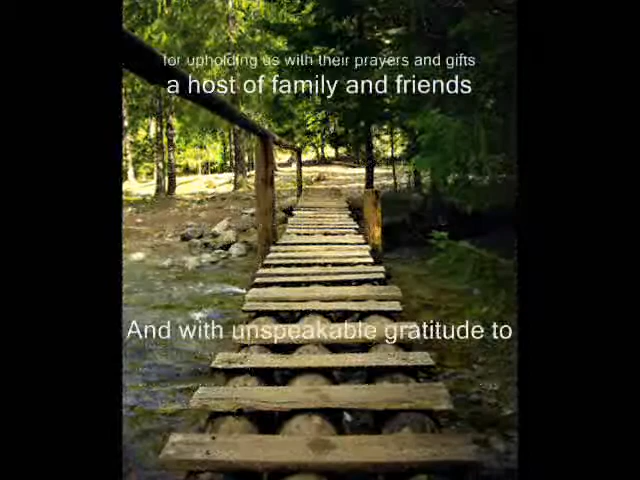 for upholding us with their prayers and gifts
a host of family and friends
And with unspeakable gratitude to